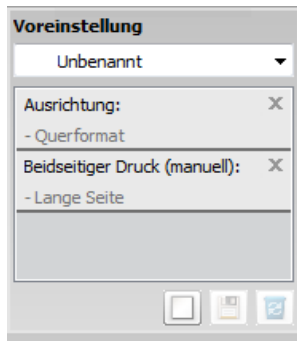 Voreinstellung
Unbenannt
Ausrichtung:
- Querformat
Beidseitiger Druck (manuell):
- Lange Seite